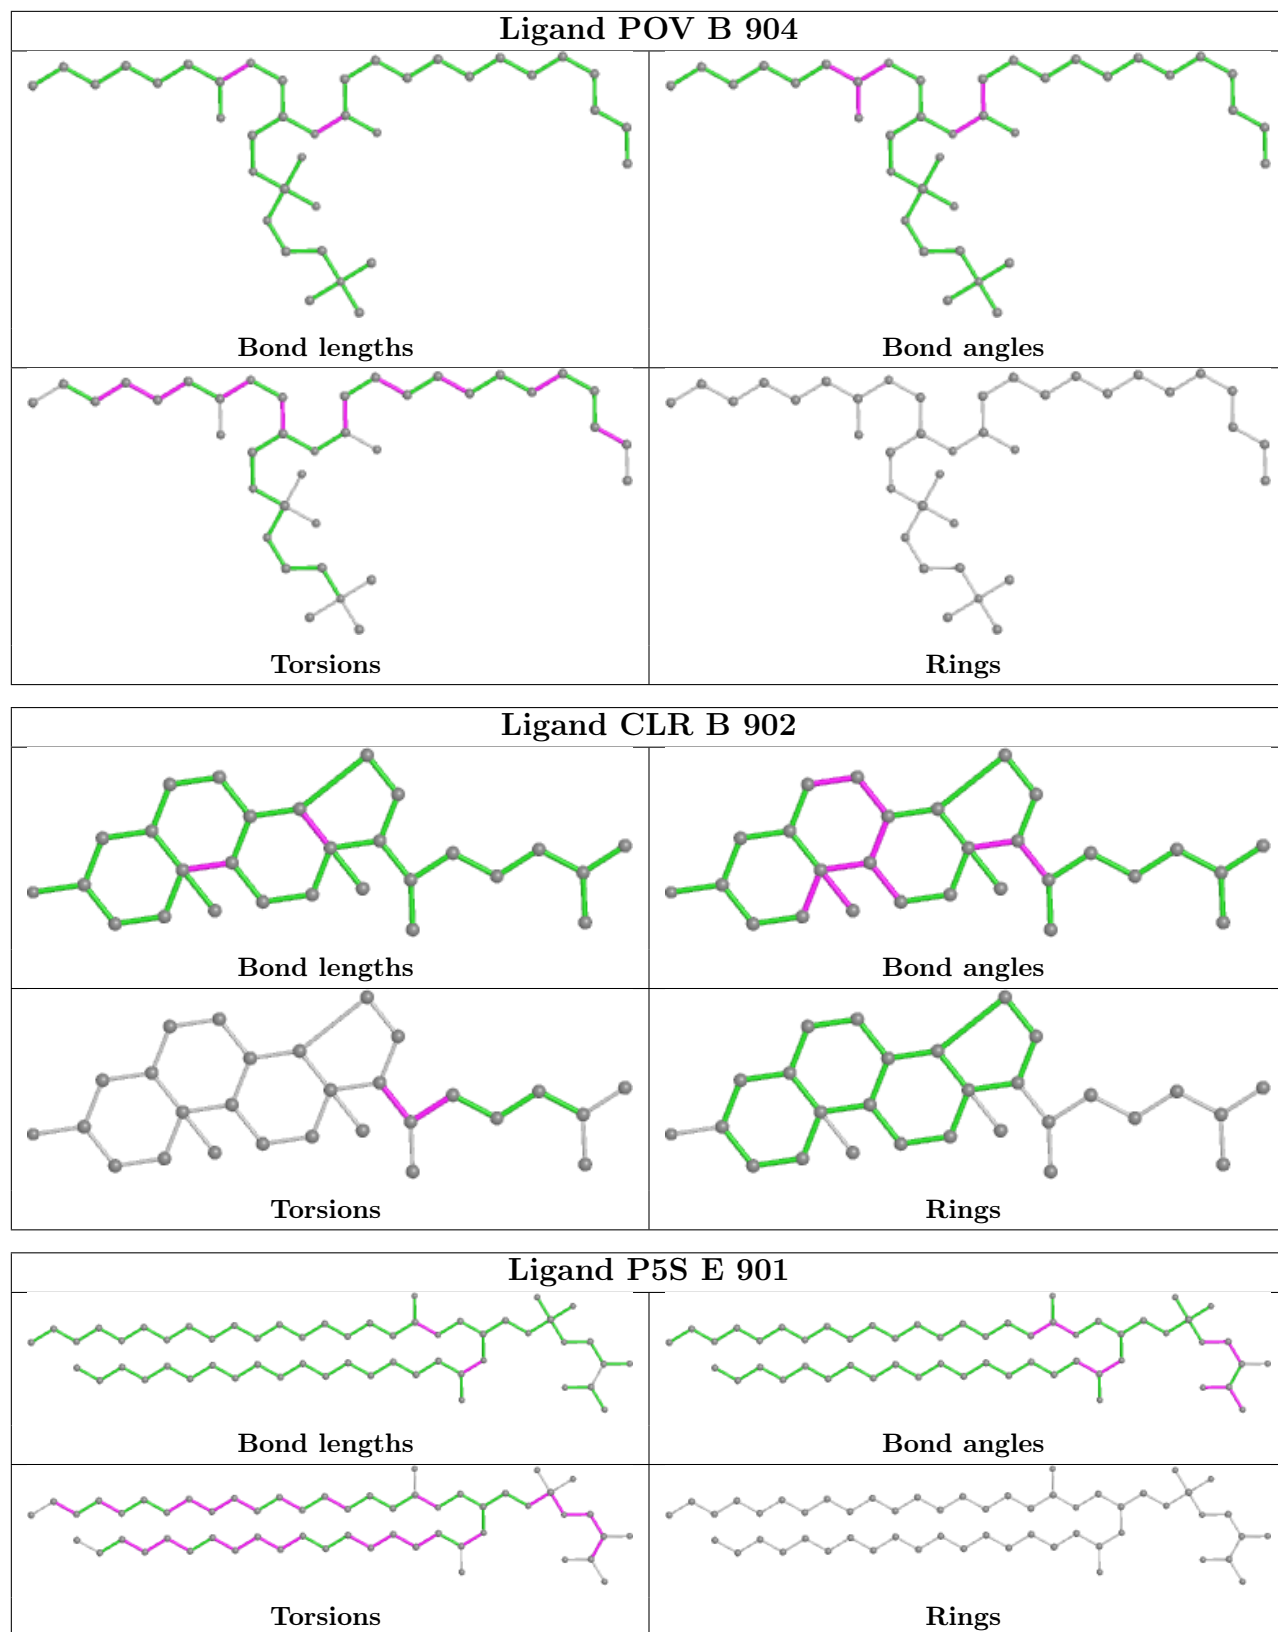 Ligand POV B 904
Bond lengths
Bond angles
Torsions
Rings
Ligand CLR B 902
Bond lengths
Bond angles
Torsions
Rings
Ligand P5S E 901
Bond lengths
Bond angles
Torsions
Rings